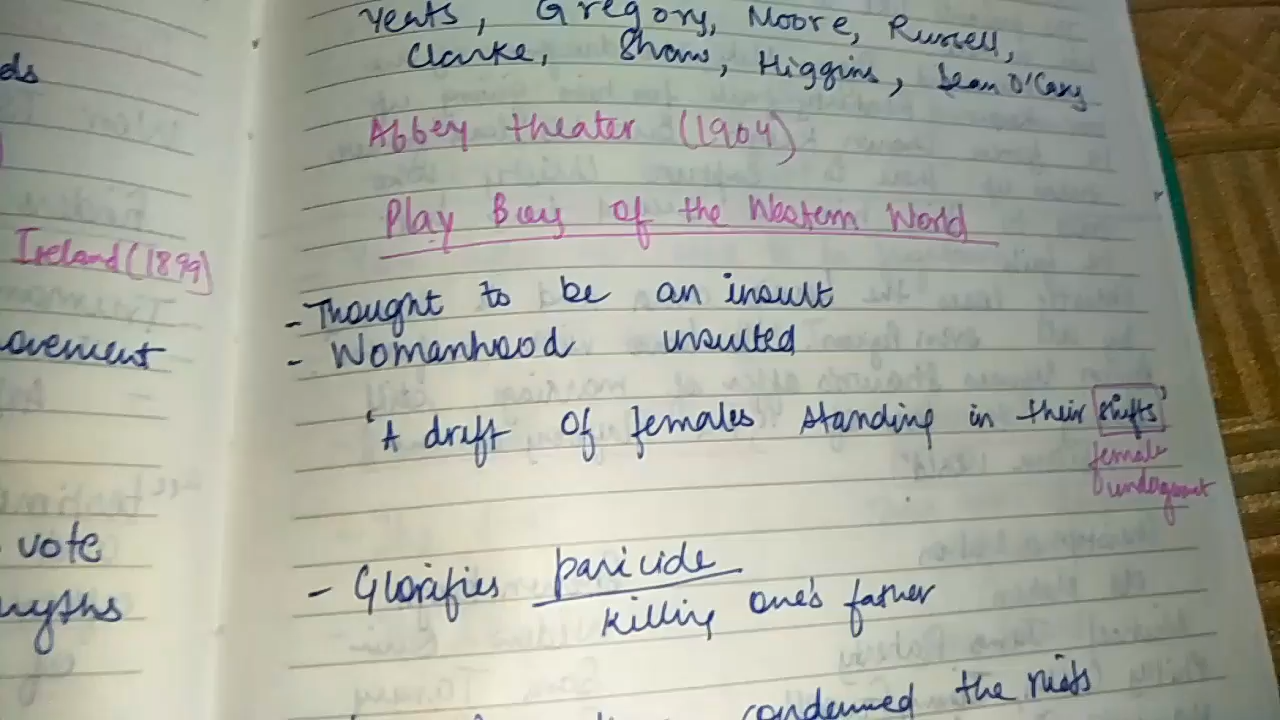 ds
Ireland (1899)
ovement
vote
myths
Yeats, Gregory, Moore, Russell,
Clarke, Shaw, Higgins, Sean O'Casy
Abbey theater (1904)
Play Boy of the Western World
- Thought to be an insult
- Womanhood insulted
'A drift of females standing in their shifts'
female
undagarmet
- Glorifies paricide
killing one's father
condemned the riots